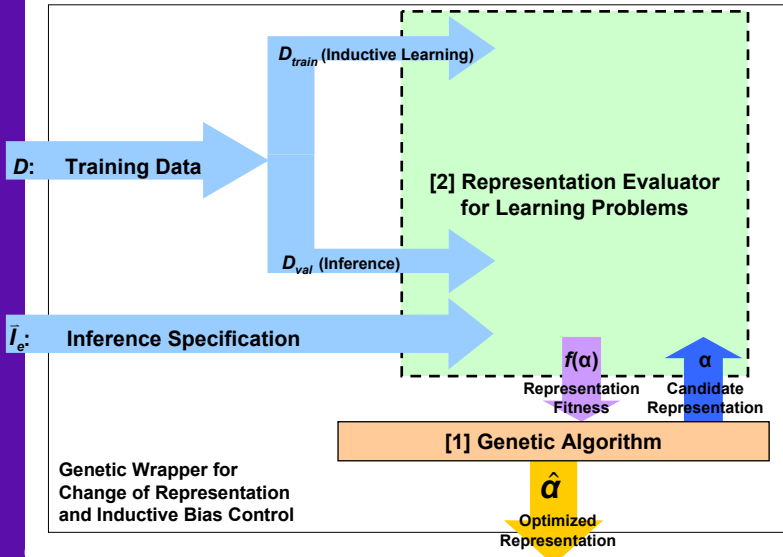 D_train (Inductive Learning)
D: Training Data
[2] Representation Evaluator
for Learning Problems
D_val (Inference)
I⃗_e: Inference Specification
f(α)
Representation
Fitness
α
Candidate
Representation
[1] Genetic Algorithm
Genetic Wrapper for
Change of Representation
and Inductive Bias Control
α̂
Optimized
Representation